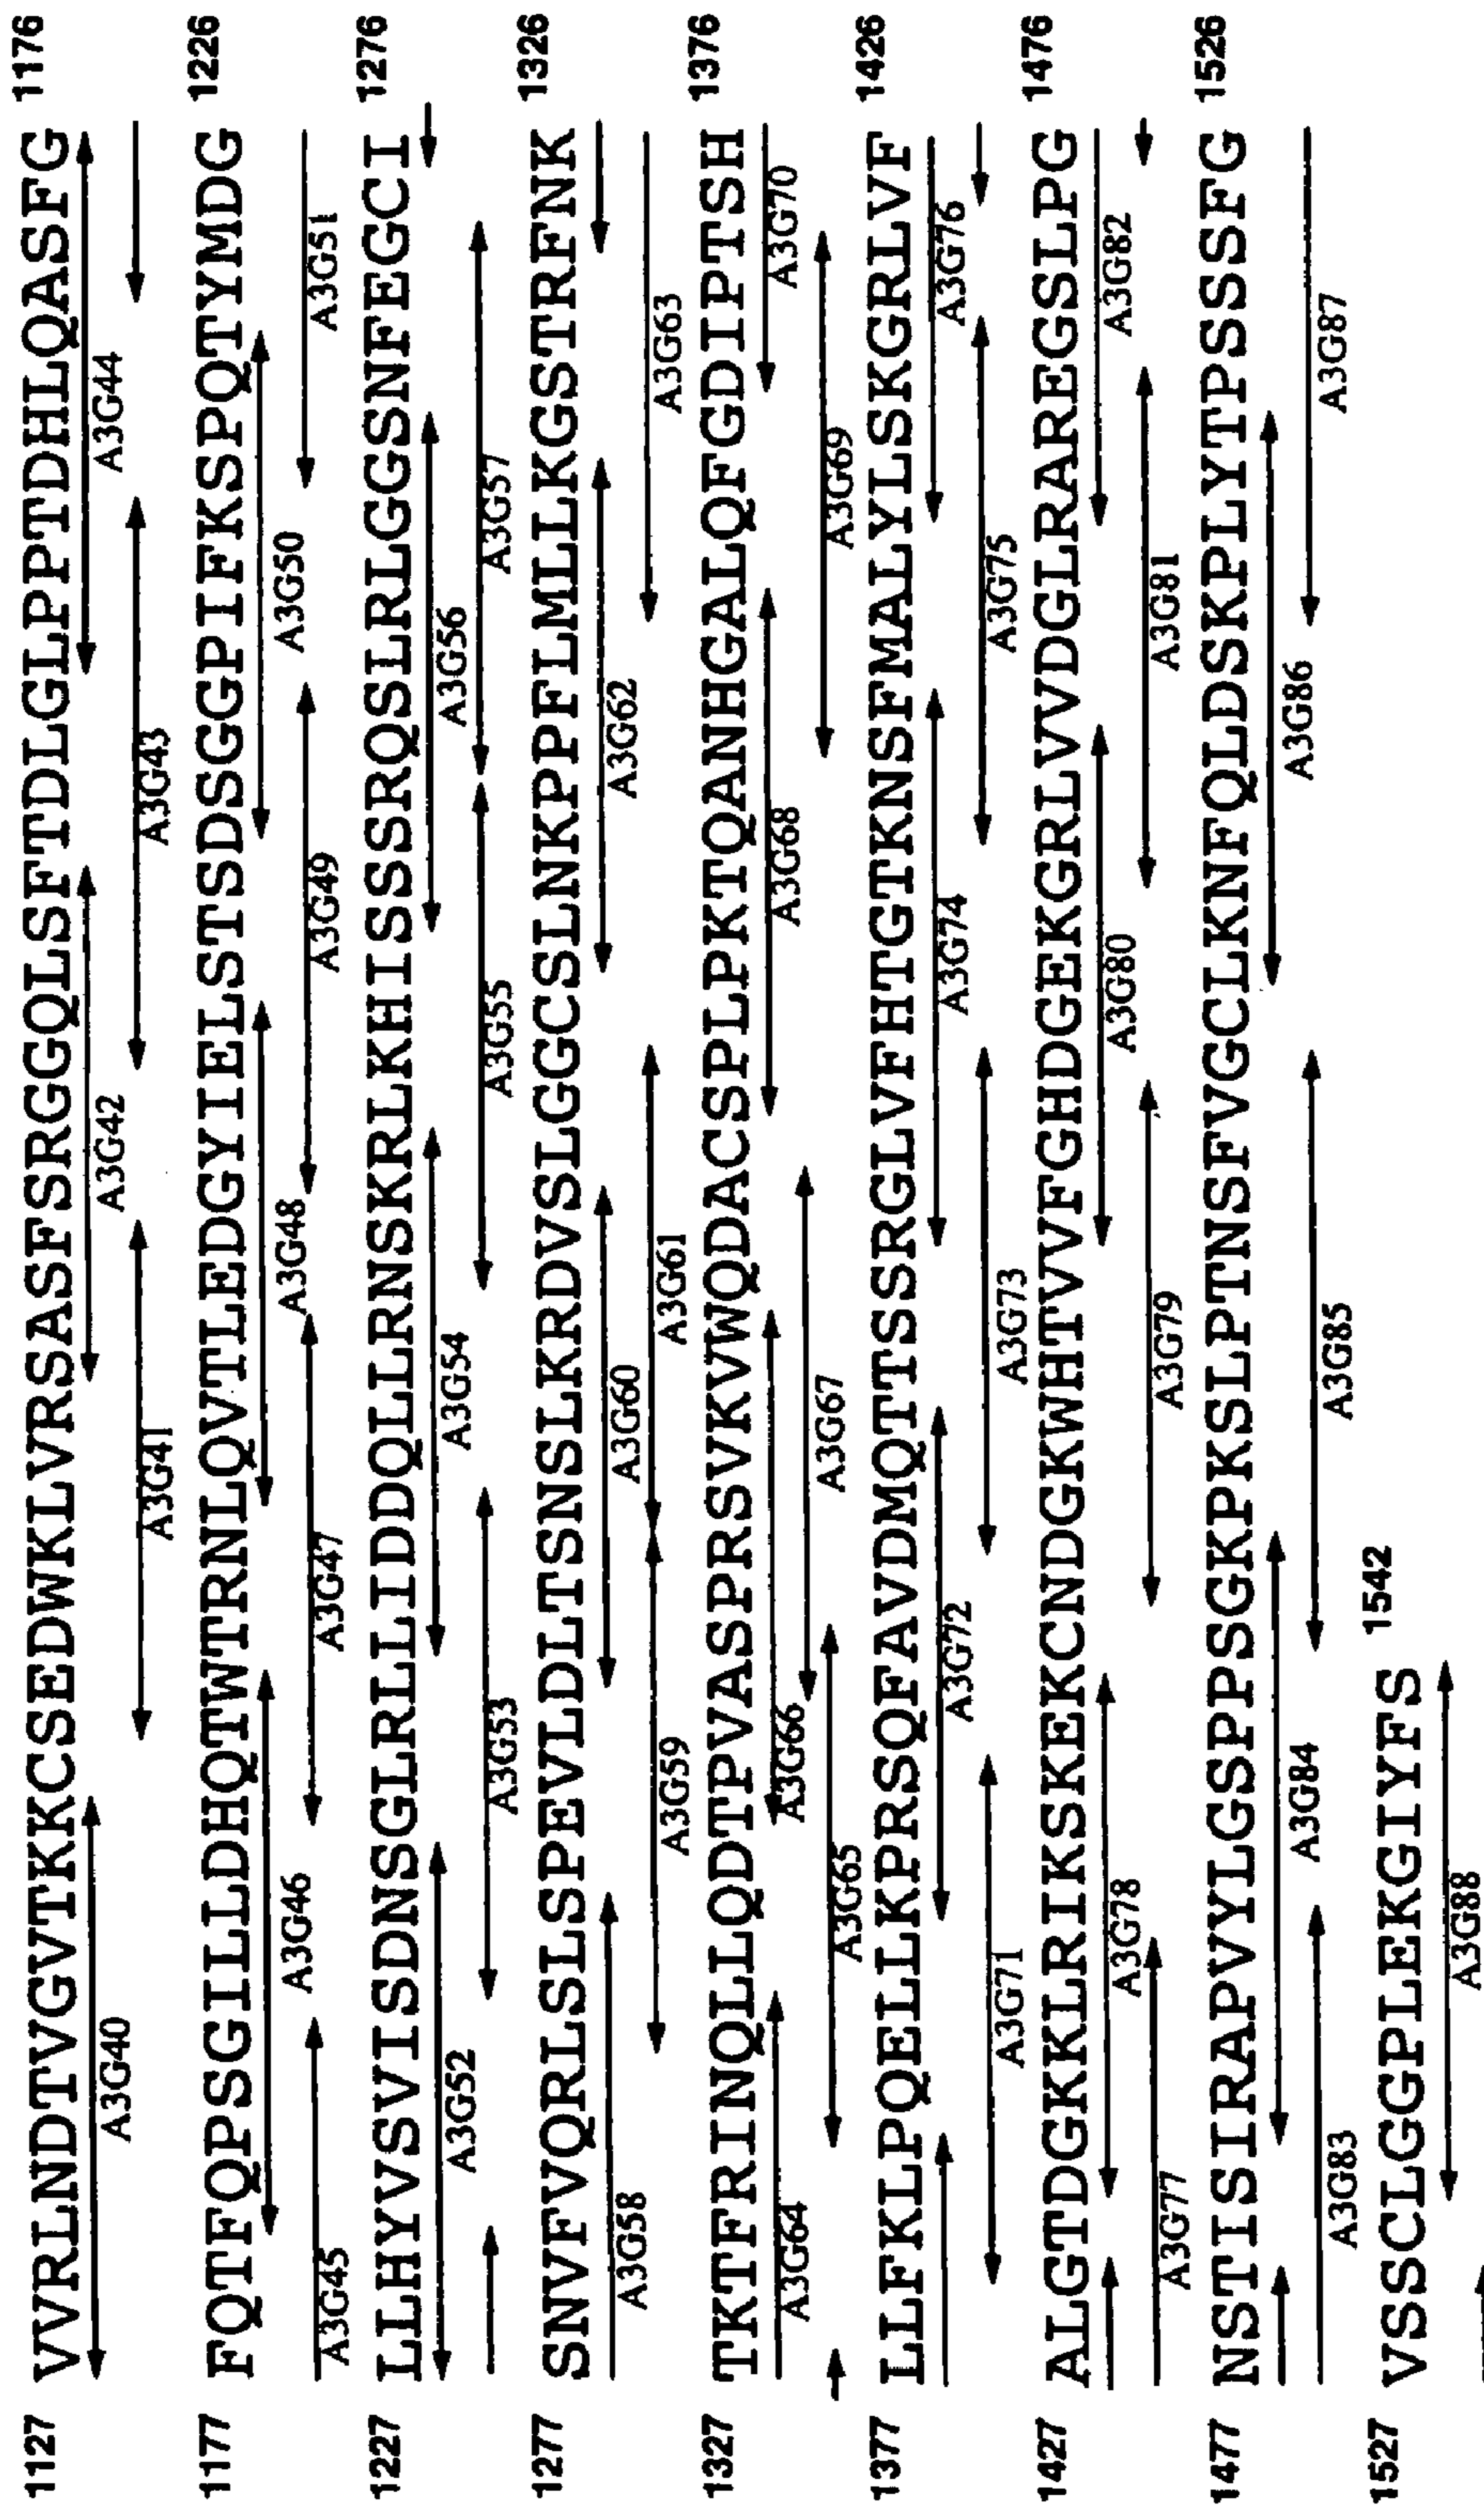 1127 VVRLNDTVGVTKKCSEDWKLVRSASFSRGGQLSFTDLGLPPTDHLQASFG 1176
A3G40 A3G42 A3G44
A3G41 A3G43
1177 FQTFQPSGILLDHQTWTRNLQVTLEDGYIELSTSDSGGPIFKSPQTYMDG 1226
A3G46 A3G48 A3G50
A3G45 A3G47 A3G49 A3G51
1227 LLHYVSVISDNSGLRLLIDDQLLRNSKRLKHISSSRQSLRLGGSNFEGCI 1276
A3G52 A3G54 A3G56
A3G53 A3G55 A3G57
1277 SNVFVQRLSLSPEVLDLTSNSLKRDVSLGGCSLNKPPFLMLLKGSTRFNK 1326
A3G58 A3G60 A3G62
A3G59 A3G61 A3G63
1327 TKTFRINQLLQDTPVASPRSVKVWQDACSPLPKTQANHGALQFGDIPTSH 1376
A3G64 A3G66 A3G68 A3G70
A3G65 A3G67 A3G69
1377 LLFKLPQELLKPRSQFAVDMQTTSSRGLVFHTGTKNSFMALYLSKGRLVF 1426
A3G72 A3G74 A3G76
A3G71 A3G73 A3G75
1427 ALGTDGKKLRIKSKEKCNDGKWHTVVFGHDGEKGRLVVDGLRAREGSLPG 1476
A3G78 A3G80 A3G82
A3G77 A3G79 A3G81
1477 NSTISIRAPVYLGSPPSGKPKSLPTNSFVGCLKNFQLDSKPLYTPSSSFG 1526
A3G84 A3G86
A3G83 A3G85 A3G87
1527 VSSCLGGPLEKGIYFS 1542
A3G88